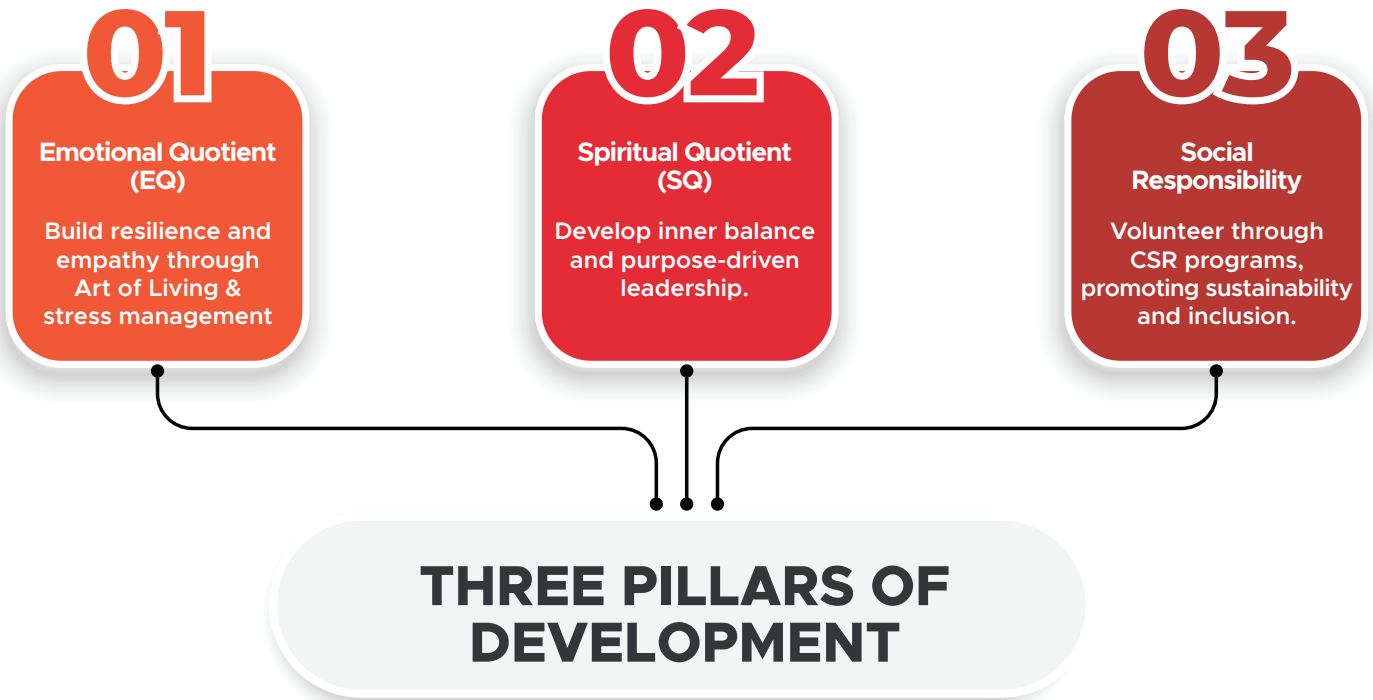 01
Emotional Quotient
(EQ)
Build resilience and
empathy through
Art of Living &
stress management
02
Spiritual Quotient
(SQ)
Develop inner balance
and purpose-driven
leadership.
03
Social
Responsibility
Volunteer through
CSR programs,
promoting sustainability
and inclusion.
THREE PILLARS OF
DEVELOPMENT